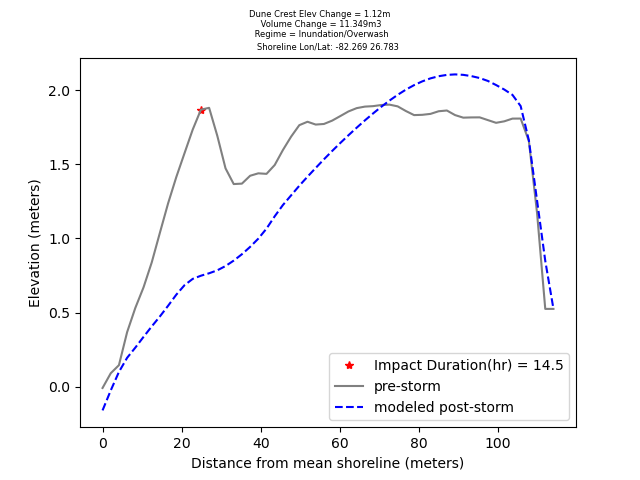 Dune Crest Elev Change = 1.12m
Volume Change = 11.349m3
Regime = Inundation/Overwash
Shoreline Lon/Lat: -82.269 26.783
2.0
1.5
1.0
0.5
0.0
Elevation (meters)
Impact Duration(hr) = 14.5
pre-storm
modeled post-storm
0 20 40 60 80 100
Distance from mean shoreline (meters)